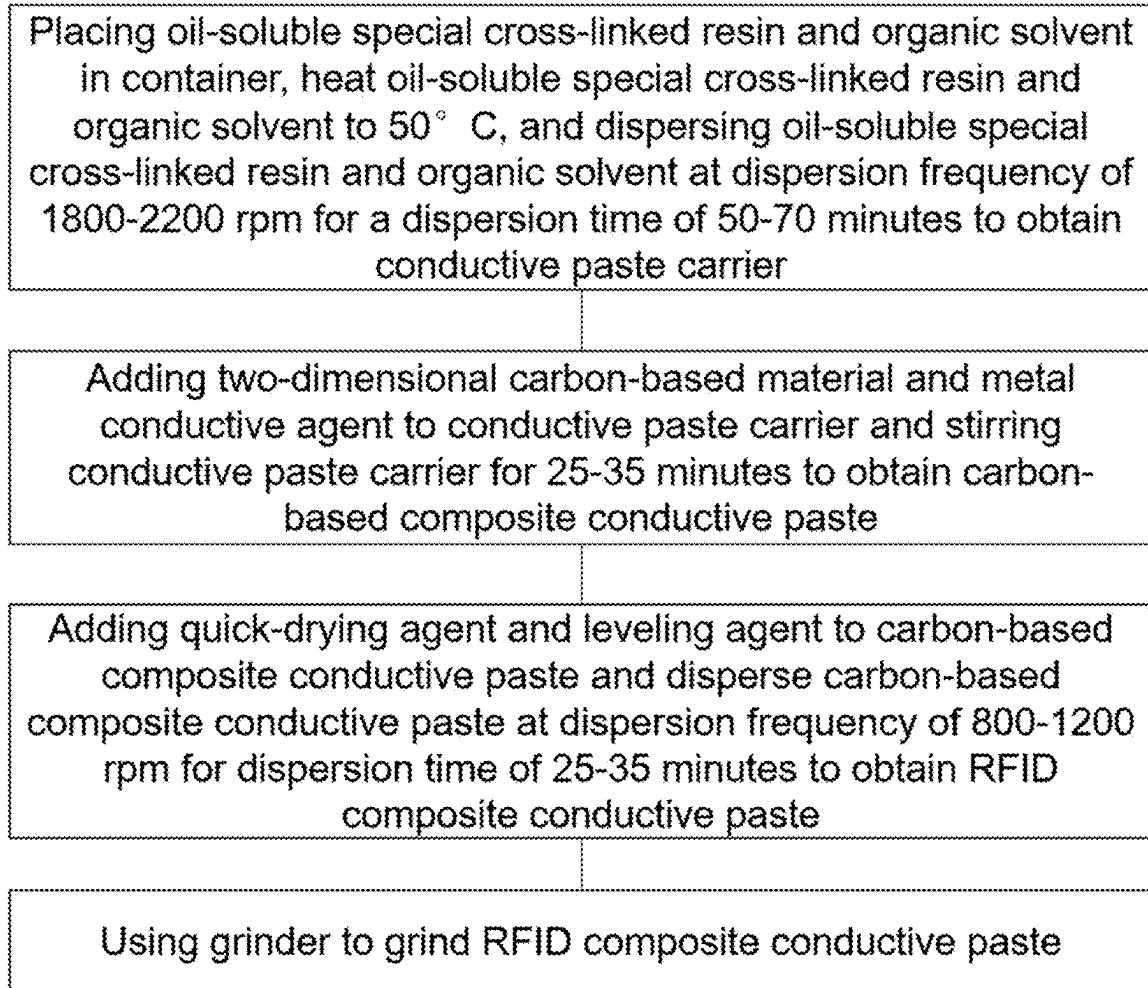 Placing oil-soluble special cross-linked resin and organic solvent
in container, heat oil-soluble special cross-linked resin and
organic solvent to 50° C, and dispersing oil-soluble special
cross-linked resin and organic solvent at dispersion frequency of
1800-2200 rpm for a dispersion time of 50-70 minutes to obtain
conductive paste carrier
Adding two-dimensional carbon-based material and metal
conductive agent to conductive paste carrier and stirring
conductive paste carrier for 25-35 minutes to obtain carbon-
based composite conductive paste
Adding quick-drying agent and leveling agent to carbon-based
composite conductive paste and disperse carbon-based
composite conductive paste at dispersion frequency of 800-1200
rpm for dispersion time of 25-35 minutes to obtain RFID
composite conductive paste
Using grinder to grind RFID composite conductive paste